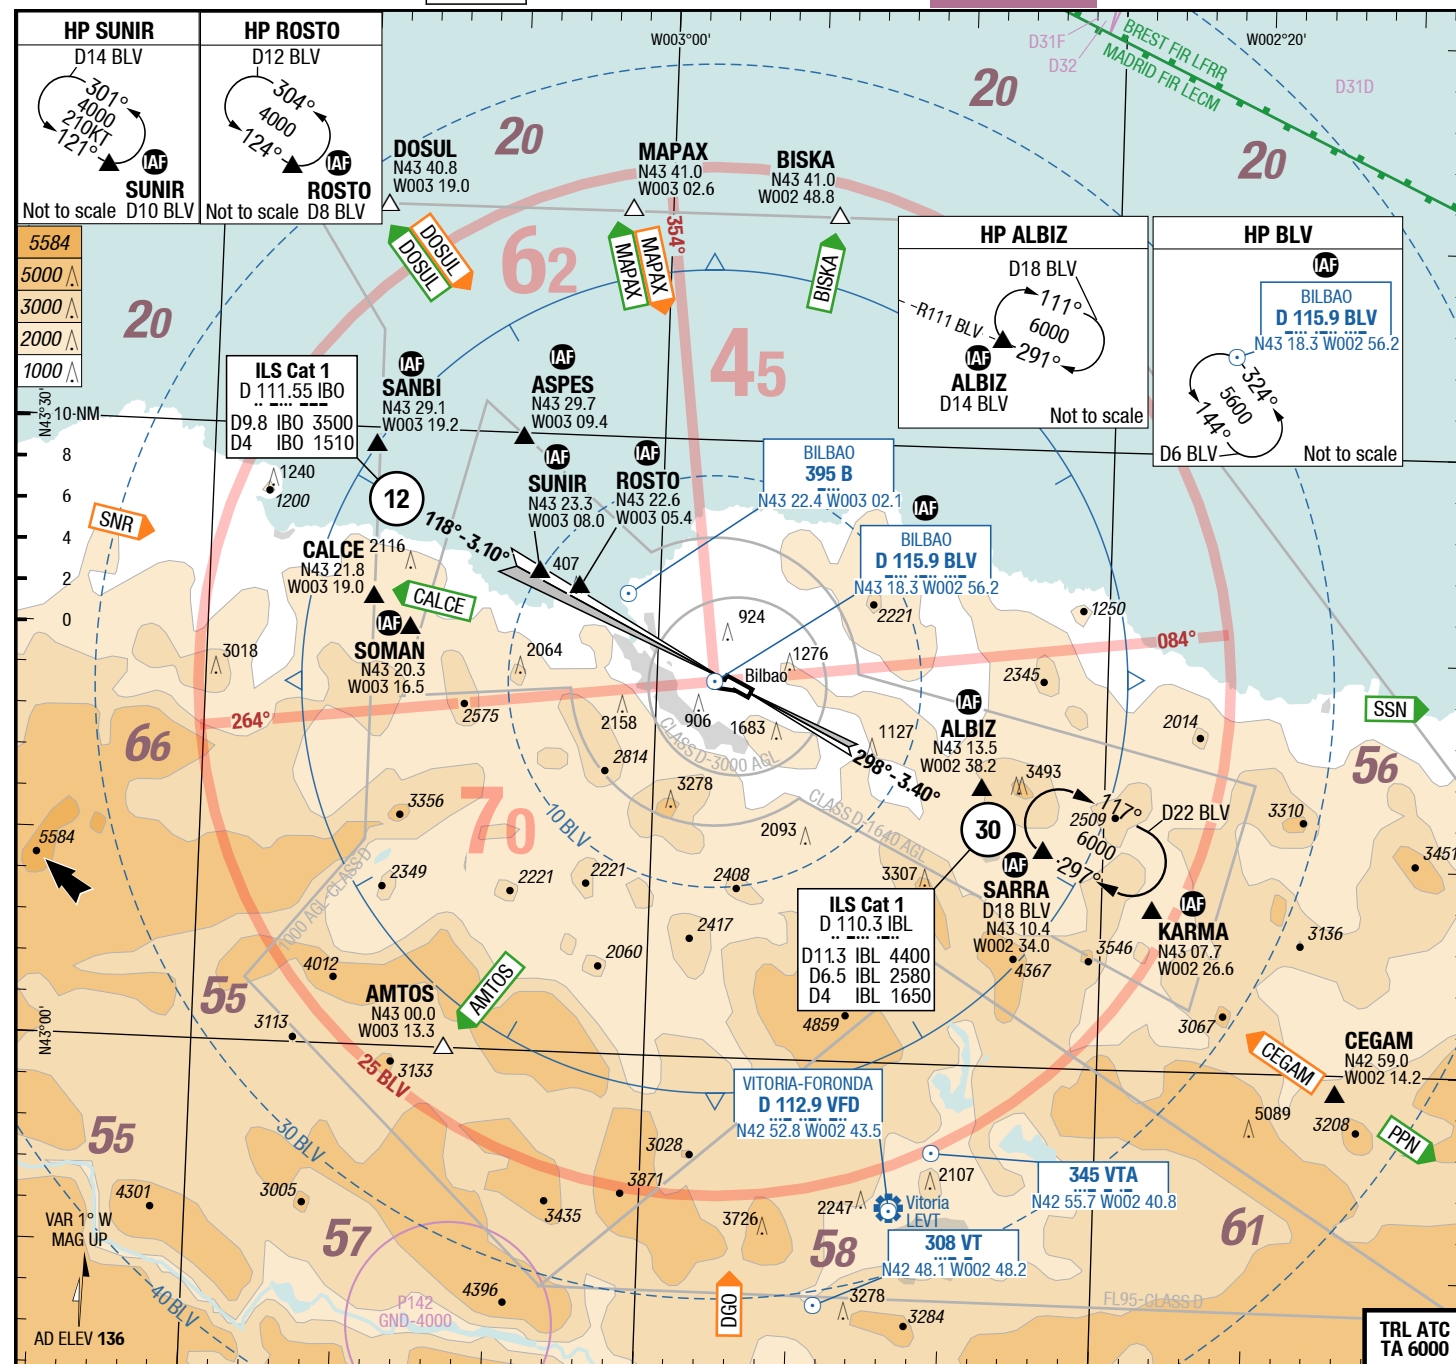 HP SUNIR
D14 BLV
301°
4000
210KT
121°
IAF
SUNIR
Not to scale D10 BLV
HP ROSTO
D12 BLV
304°
4000
124°
IAF
ROSTO
Not to scale D8 BLV
5584
5000
3000
2000
1000
W003°00'
W002°20'
D31F
D32
BREST FIR LFRR
MADRID FIR LECM
D31D
20
20
20
20
DOSUL
N43 40.8
W003 19.0
MAPAX
N43 41.0
W003 02.6
BISKA
N43 41.0
W002 48.8
DOSUL
DOSUL
MAPAX
MAPAX
BISKA
354°
62
45
HP ALBIZ
D18 BLV
111°
6000
R111 BLV
291°
IAF
ALBIZ
D14 BLV
Not to scale
HP BLV
IAF
BILBAO
D 115.9 BLV
N43 18.3 W002 56.2
324°
5600
144°
D6 BLV
Not to scale
N43°30'
10 NM
8
6
4
2
0
ILS Cat 1
D 111.55 IBO
D9.8 IBO 3500
D4 IBO 1510
IAF
SANBI
N43 29.1
W003 19.2
IAF
ASPES
N43 29.7
W003 09.4
IAF
SUNIR
N43 23.3
W003 08.0
IAF
ROSTO
N43 22.6
W003 05.4
BILBAO
395 B
N43 22.4 W003 02.1
IAF
BILBAO
D 115.9 BLV
N43 18.3 W002 56.2
1240
1200
12
118°-3.10°
SNR
CALCE
N43 21.8
W003 19.0
2116
CALCE
407
IAF
SOMAN
N43 20.3
W003 16.5
924
2221
1250
084°
3018
2064
1276
2345
Bilbao
264°
2575
2158
906
1683
1127
CLASS D-3000 AGL
IAF
ALBIZ
N43 13.5
W002 38.2
2014
SSN
66
56
2814
298°-3.40°
3278
3493
3356
70
10 BLV
2093
CLASS D-1640 AGL
30
117°
2509
6000
297°
D22 BLV
3310
3451
5584
1000 AGL-CLASS D
2349
2221
2221
2408
3307
IAF
SARRA
D18 BLV
N43 10.4
W002 34.0
IAF
KARMA
N43 07.7
W002 26.6
ILS Cat 1
D 110.3 IBL
D11.3 IBL 4400
D6.5 IBL 2580
D4 IBL 1650
2417
2060
3136
3546
4367
4012
55
AMTOS
N43 00.0
W003 13.3
AMTOS
4859
3067
N43°00'
3113
3133
25 BLV
CEGAM
CEGAM
N42 59.0
W002 14.2
VITORIA-FORONDA
D 112.9 VFD
N42 52.8 W002 43.5
5089
3208
PPN
55
30 BLV
3028
3871
345 VTA
N42 55.7 W002 40.8
2107
4301
3005
3435
3726
2247
Vitoria
LEVT
VAR 1° W
MAG UP
57
58
61
308 VT
N42 48.1 W002 48.2
40 BLV
4396
P142
GND-4000
DGO
3278
3284
FL95-CLASS D
AD ELEV 136
TRL ATC
TA 6000